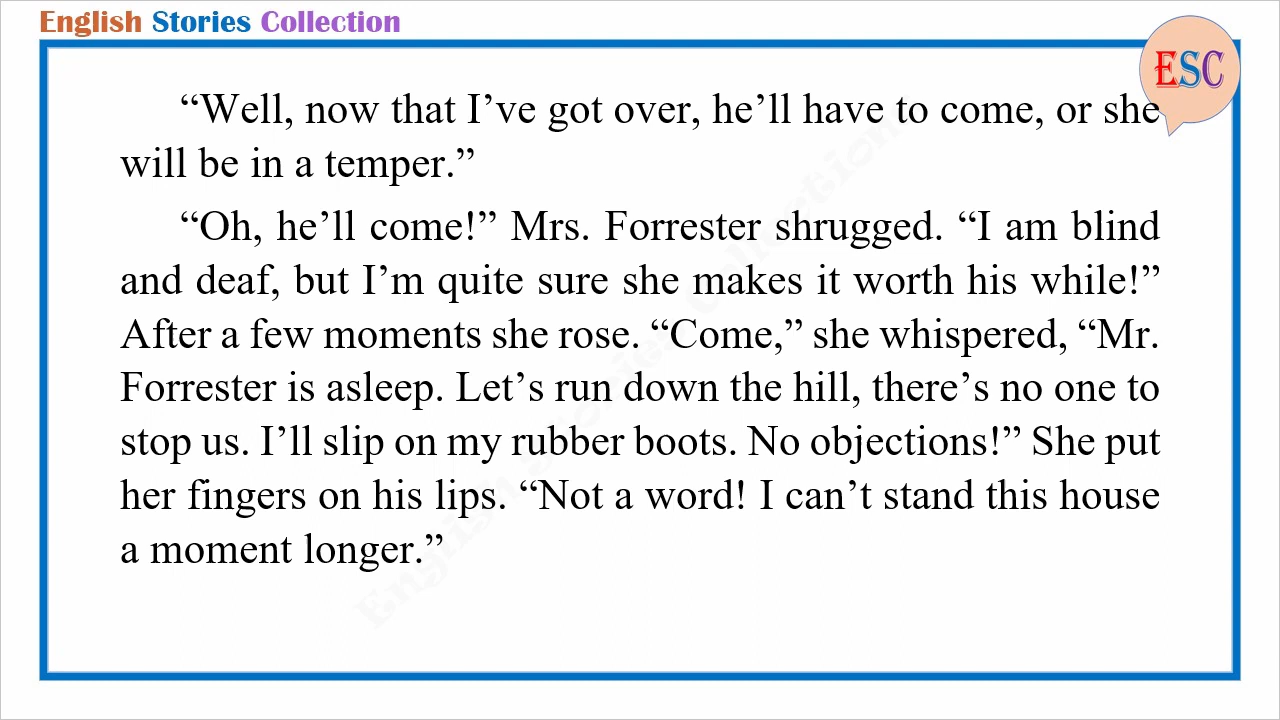 English Stories Collection
ESC
“Well, now that I’ve got over, he’ll have to come, or she
will be in a temper.”
“Oh, he’ll come!” Mrs. Forrester shrugged. “I am blind
and deaf, but I’m quite sure she makes it worth his while!”
After a few moments she rose. “Come,” she whispered, “Mr.
Forrester is asleep. Let’s run down the hill, there’s no one to
stop us. I’ll slip on my rubber boots. No objections!” She put
her fingers on his lips. “Not a word! I can’t stand this house
a moment longer.”
English Stories Collection